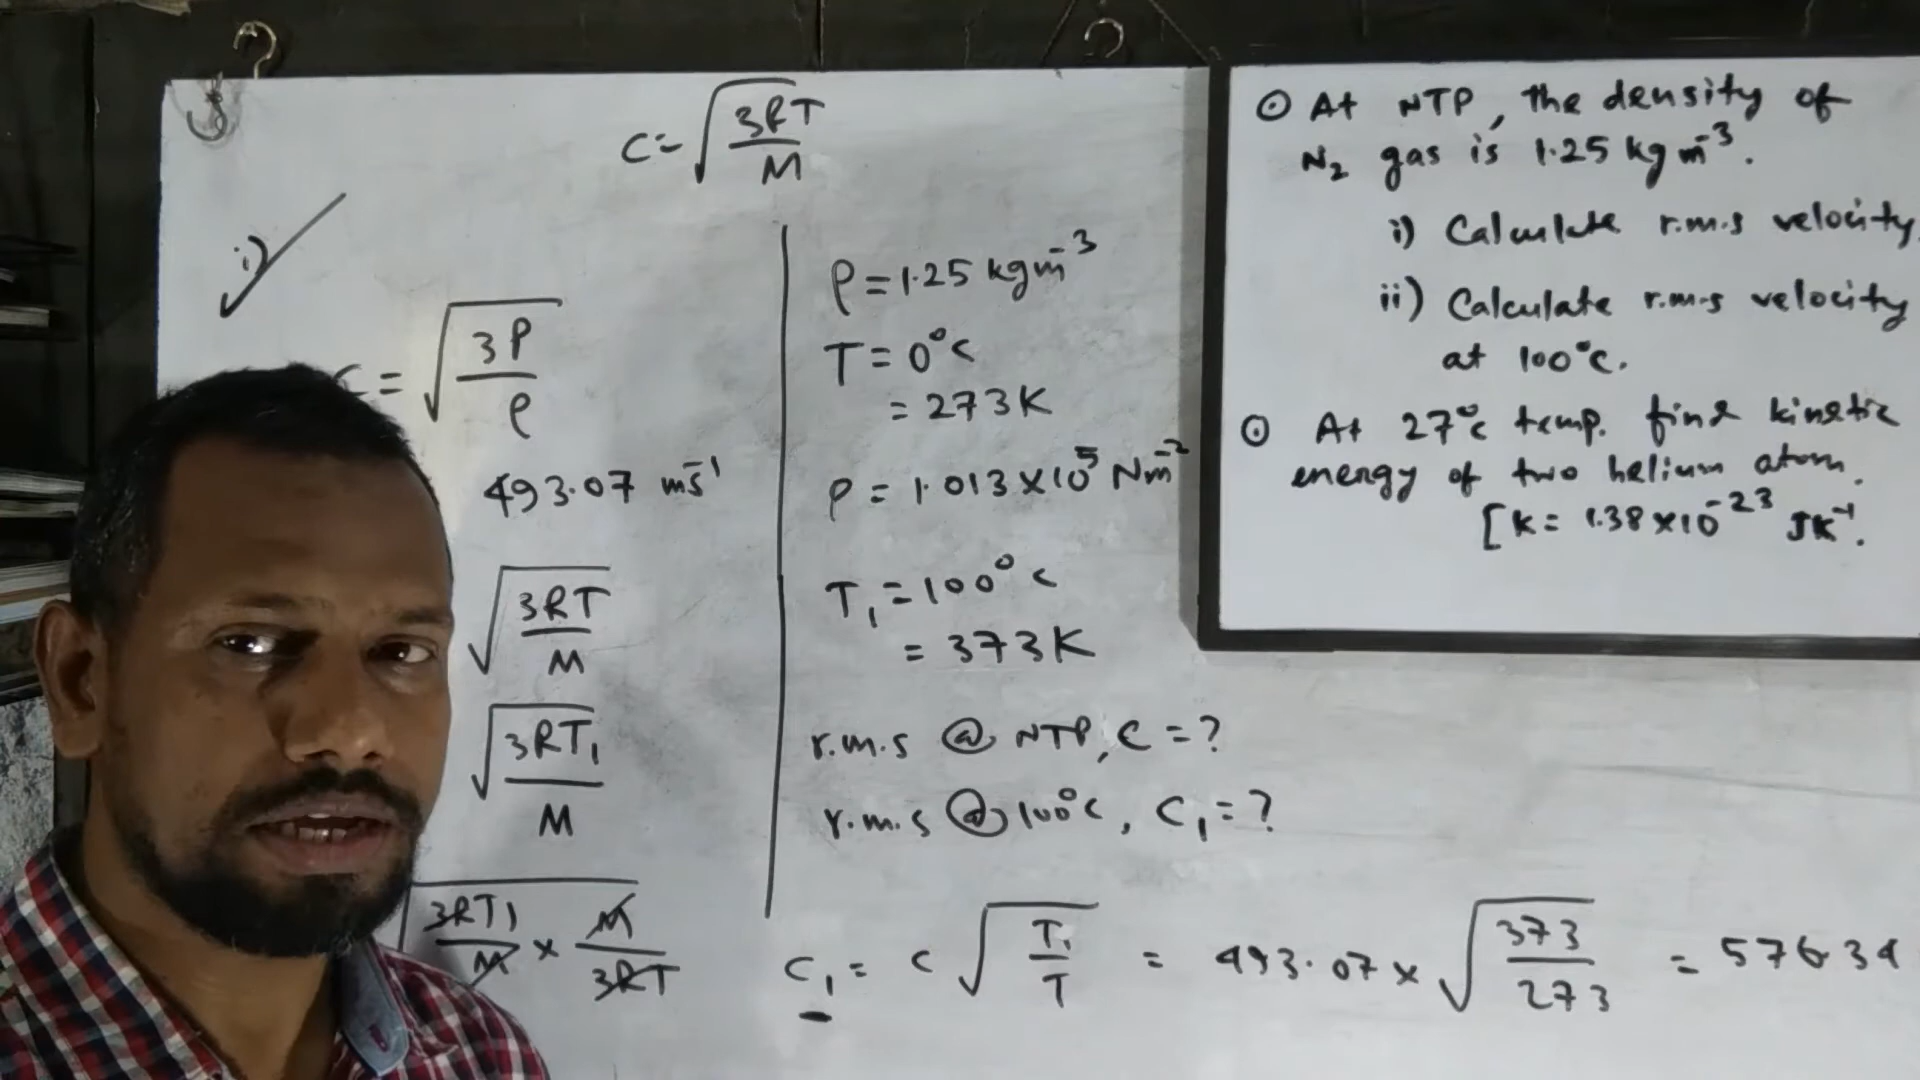 C = √3RT/M
i)
C = √3P/ρ
493.07 ms⁻¹
√3RT/M
√3RT₁/M
3RT₁/M × M/3RT
ρ = 1.25 kgm⁻³
T = 0°C
= 273K
P = 1.013 × 10⁵ Nm⁻²
T₁ = 100°C
= 373K
r.m.s @ NTP, C = ?
r.m.s @ 100°C, C₁ = ?
C₁ = C √T₁/T = 493.07 × √373/273 = 576.34
⊙ At NTP, the density of
N₂ gas is 1.25 kg m⁻³.
i) Calculate r.m.s velocity.
ii) Calculate r.m.s velocity
at 100°C.
⊙ At 27°C temp. find kinetic
energy of two helium atom.
[K = 1.38 × 10⁻²³ JK⁻¹.